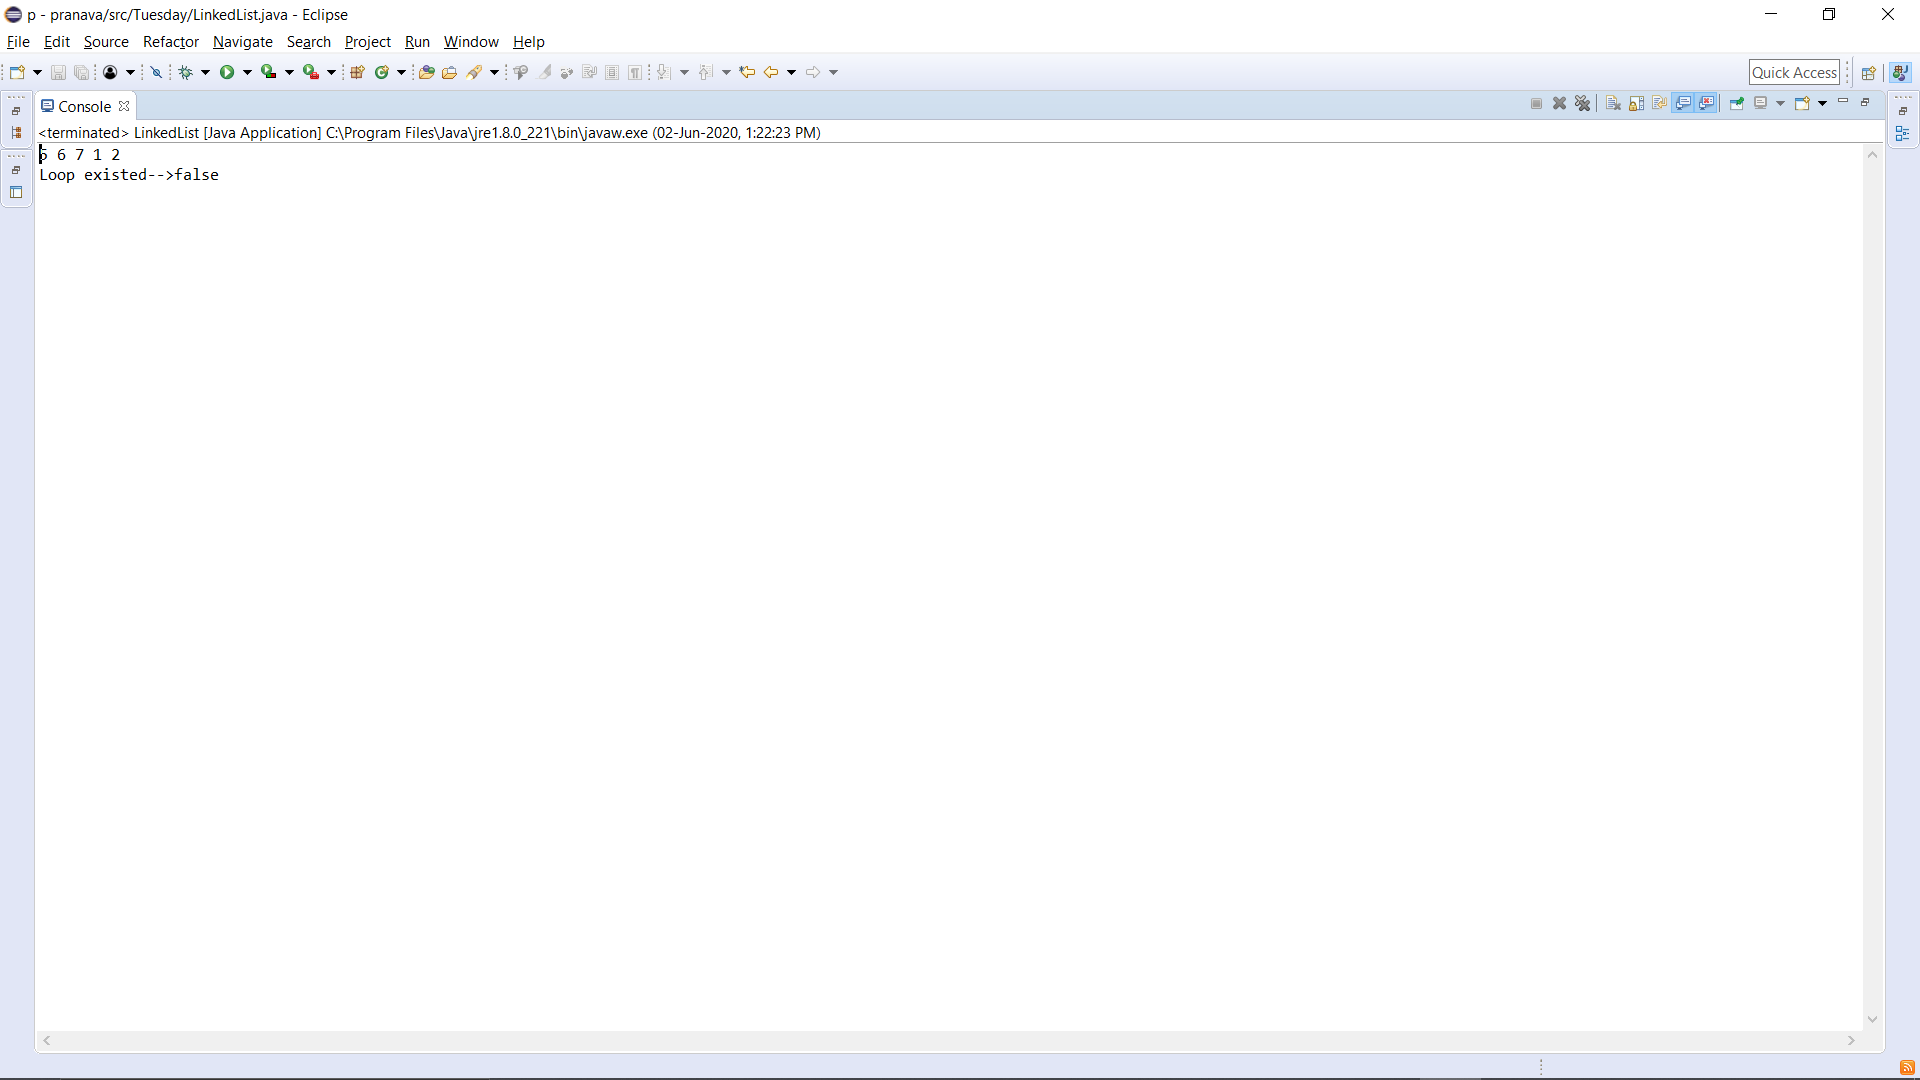 p - pranava/src/Tuesday/LinkedList.java - Eclipse
File Edit Source Refactor Navigate Search Project Run Window Help
Quick Access
Console
<terminated> LinkedList [Java Application] C:\Program Files\Java\jre1.8.0_221\bin\javaw.exe (02-Jun-2020, 1:22:23 PM)
5 6 7 1 2
Loop existed-->false